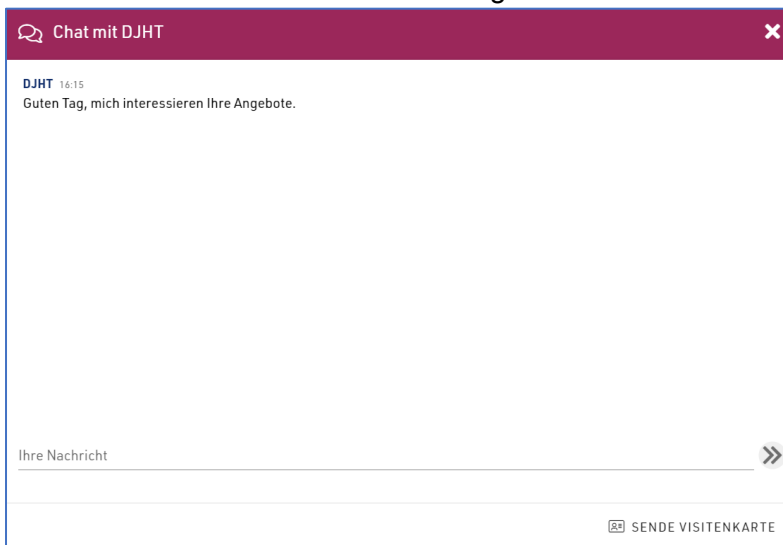 Chat mit DJHT
DJHT 16:15
Guten Tag, mich interessieren Ihre Angebote.
Ihre Nachricht
SENDE VISITENKARTE